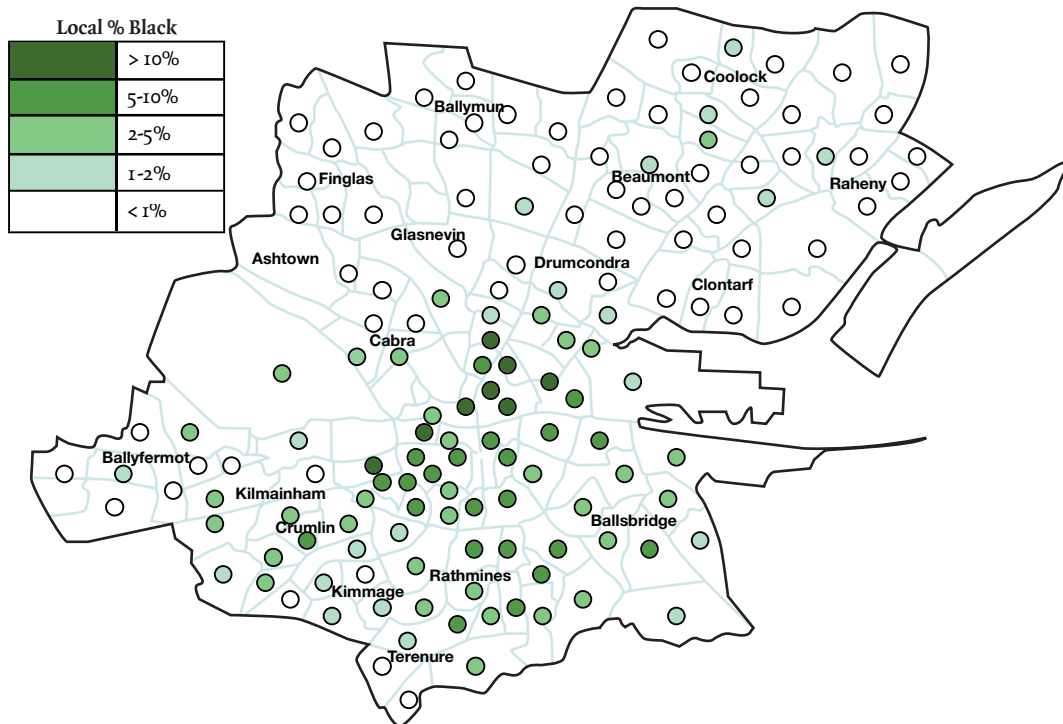 Local % Black
> 10%
5-10%
2-5%
1-2%
< 1%
Coolock
Ballymun
Beaumont
Finglas
Raheny
Glasnevin
Ashtown
Drumcondra
Clontarf
Cabra
Ballyfermot
Kilmainham
Crumlin
Ballsbridge
Rathmines
Kimmage
Terenure